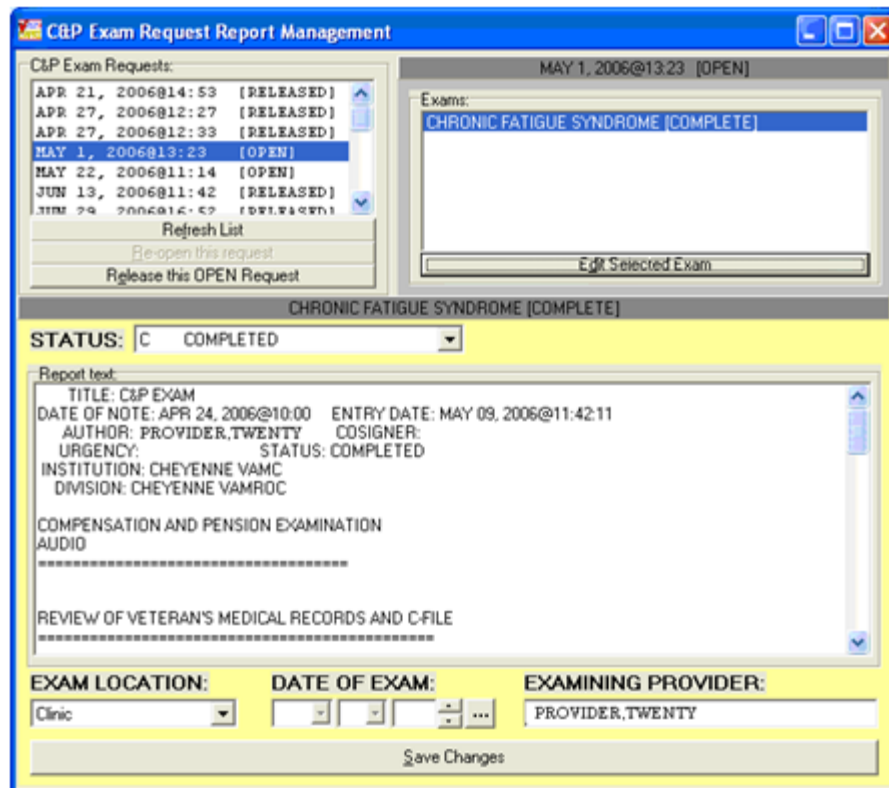 C&P Exam Request Report Management
C&P Exam Requests:
APR 21, 2006@14:53 [RELEASED]
APR 27, 2006@12:27 [RELEASED]
APR 27, 2006@12:33 [RELEASED]
MAY 1, 2006@13:23 [OPEN]
MAY 22, 2006@11:14 [OPEN]
JUN 13, 2006@11:42 [RELEASED]
JUN 29, 2006@16:52 [RELEASED]
Refresh List
Re-open this request
Release this OPEN Request
MAY 1, 2006@13:23 [OPEN]
Exams:
CHRONIC FATIGUE SYNDROME [COMPLETE]
Edit Selected Exam
CHRONIC FATIGUE SYNDROME [COMPLETE]
STATUS: C COMPLETED
Report text:
TITLE: C&P EXAM
DATE OF NOTE: APR 24, 2006@10:00 ENTRY DATE: MAY 09, 2006@11:42:11
AUTHOR: PROVIDER,TWENTY COSIGNER:
URGENCY: STATUS: COMPLETED
INSTITUTION: CHEYENNE VAMC
DIVISION: CHEYENNE VAMROC
COMPENSATION AND PENSION EXAMINATION
AUDIO
=====================================
REVIEW OF VETERAN'S MEDICAL RECORDS AND C-FILE
===============================================
EXAM LOCATION: DATE OF EXAM: EXAMINING PROVIDER:
Clinic ... PROVIDER,TWENTY
Save Changes